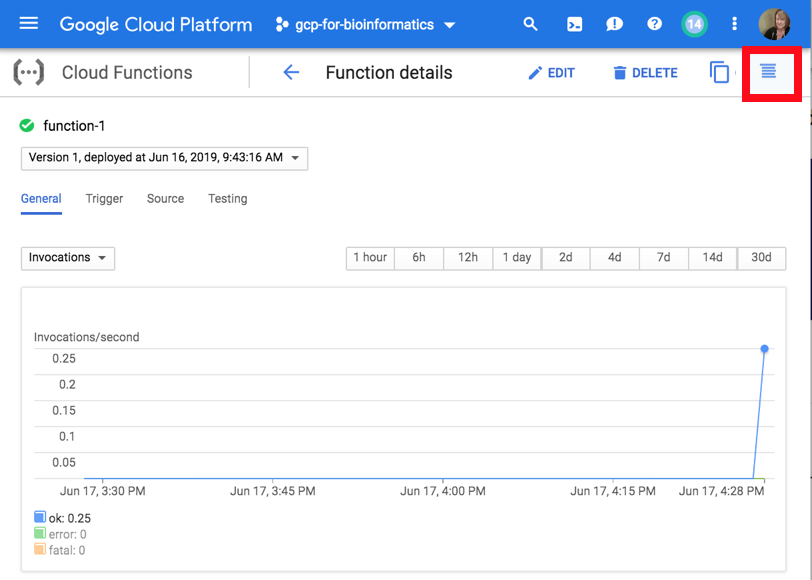 Google Cloud Platform gcp-for-bioinformatics 14
Cloud Functions Function details EDIT DELETE
function-1
Version 1, deployed at Jun 16, 2019, 9:43:16 AM
General Trigger Source Testing
Invocations 1 hour 6h 12h 1 day 2d 4d 7d 14d 30d
Invocations/second
0.25
0.2
0.15
0.1
0.05
Jun 17, 3:30 PM Jun 17, 3:45 PM Jun 17, 4:00 PM Jun 17, 4:15 PM Jun 17, 4:28 PM
ok: 0.25
error: 0
fatal: 0